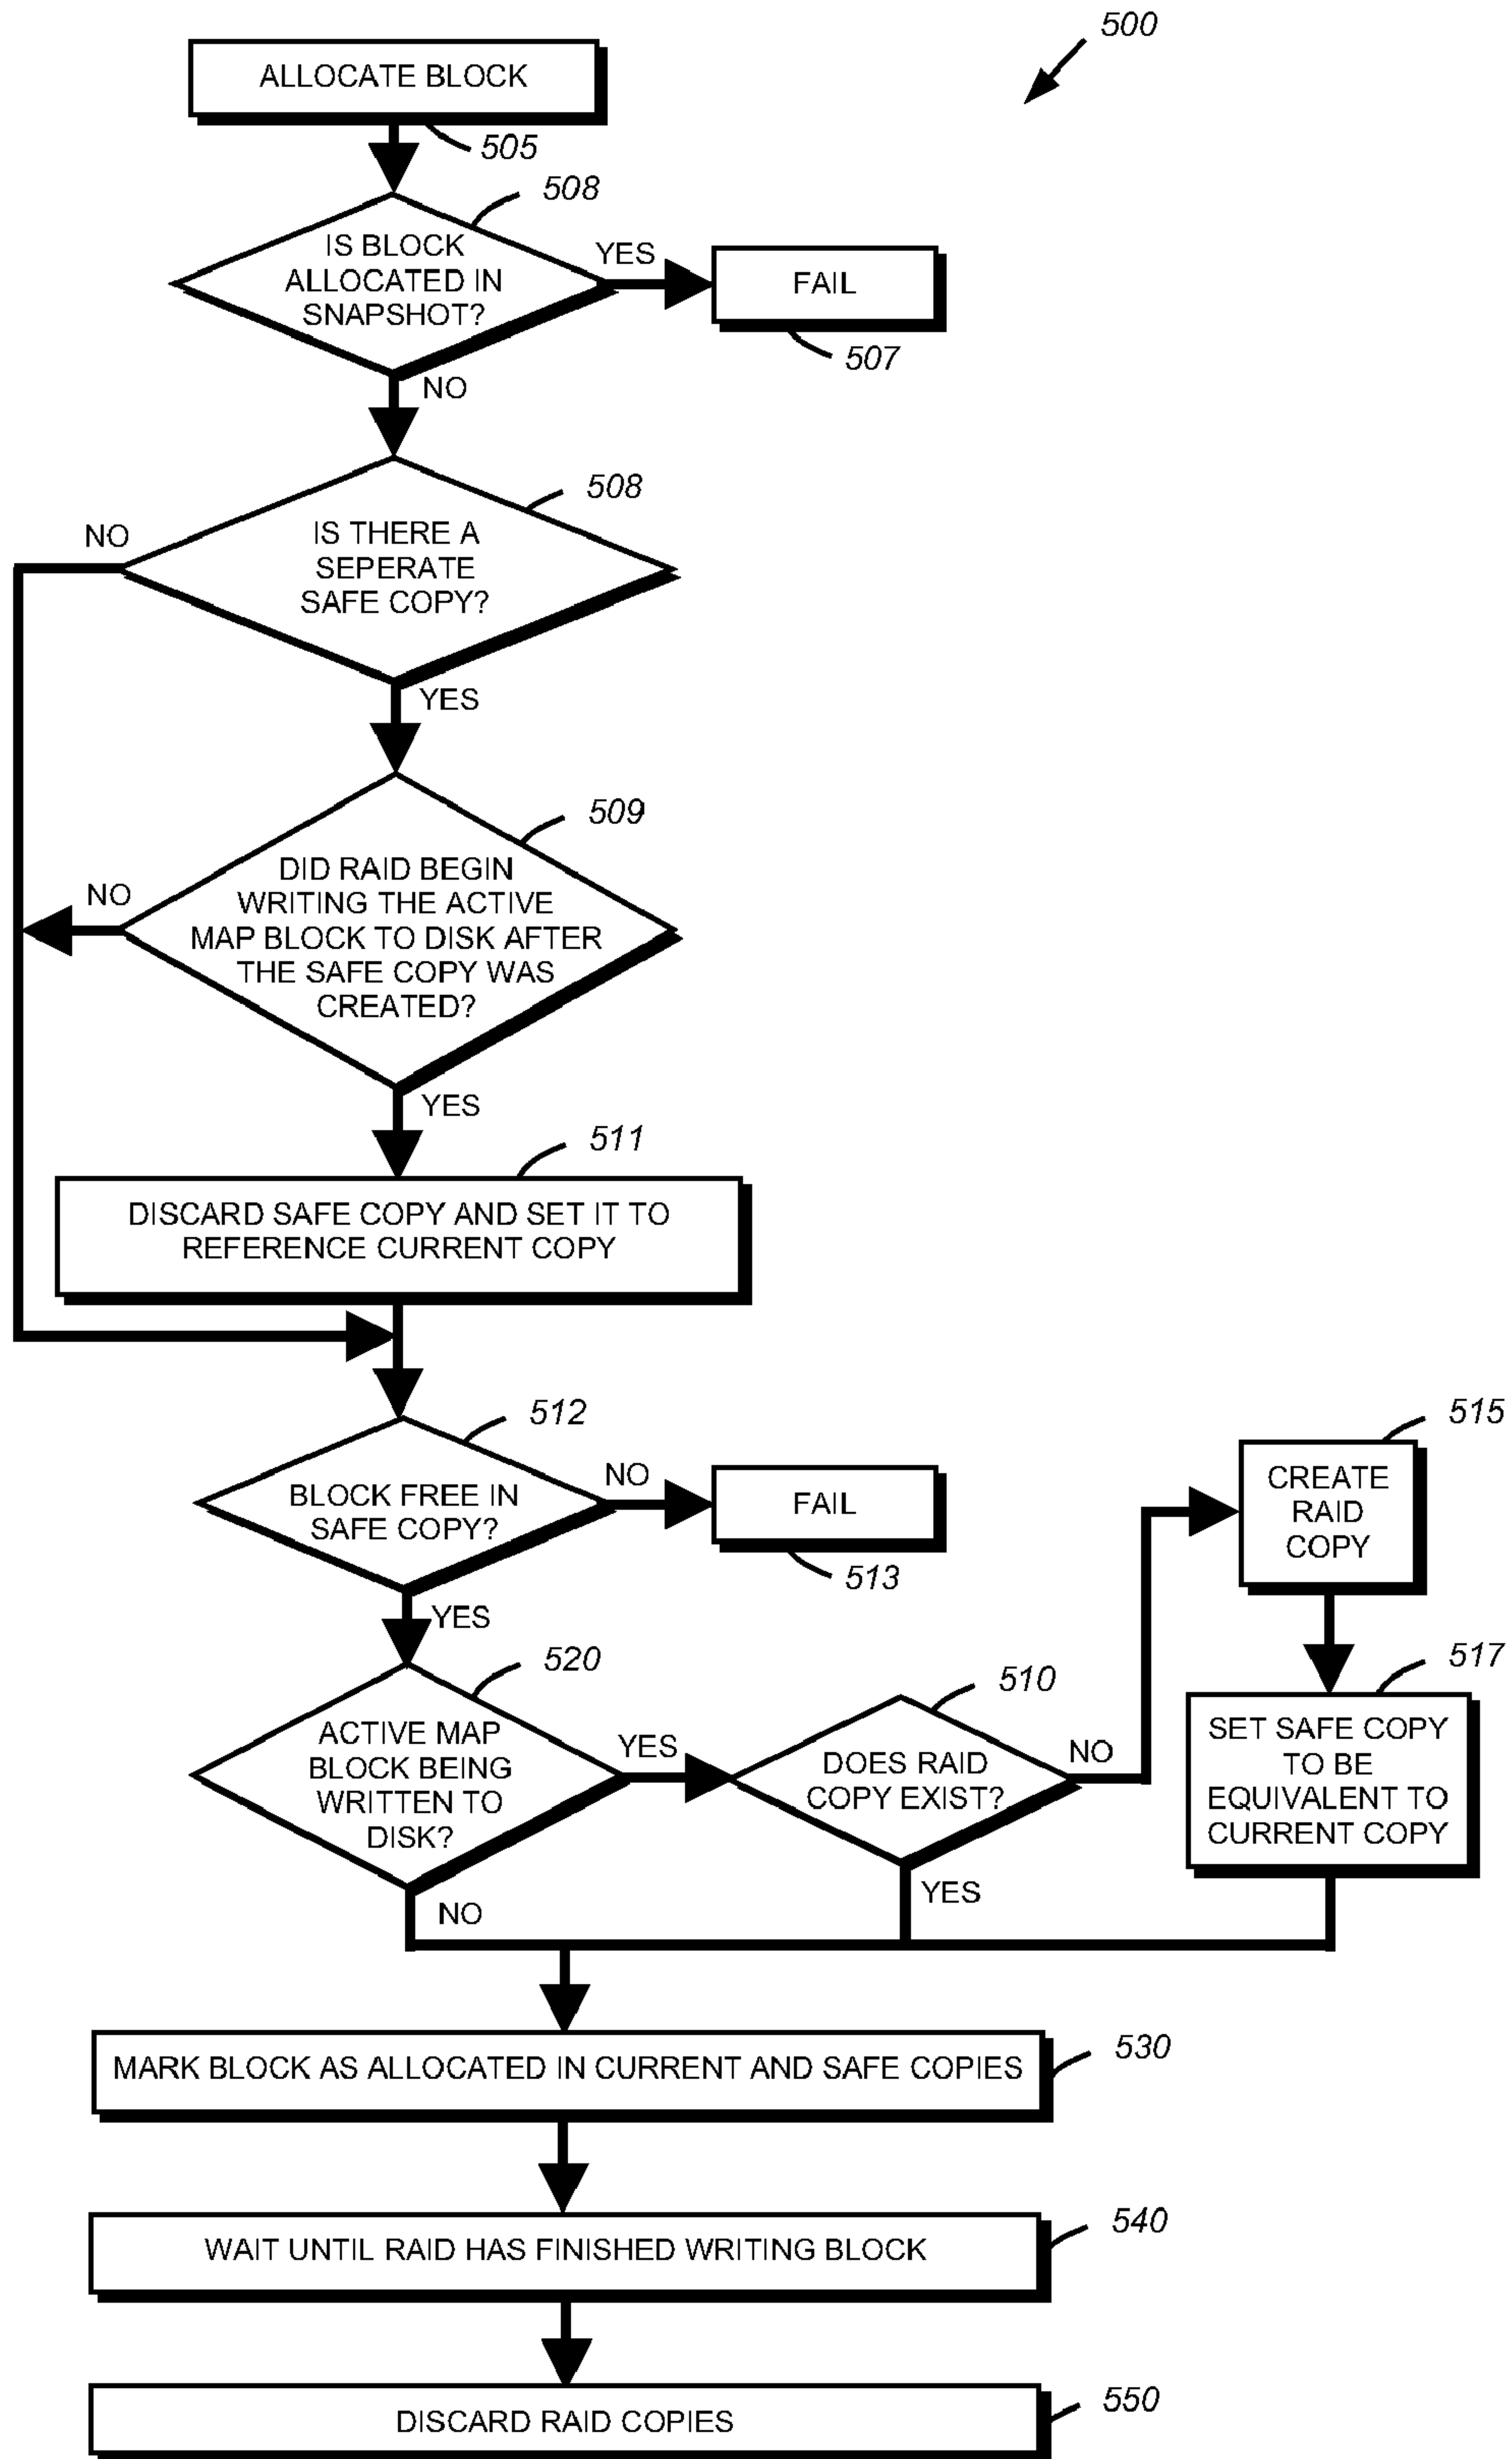 500
ALLOCATE BLOCK
505
508
IS BLOCK
ALLOCATED IN
SNAPSHOT?
YES
FAIL
507
NO
508
NO
IS THERE A
SEPERATE
SAFE COPY?
YES
509
NO
DID RAID BEGIN
WRITING THE ACTIVE
MAP BLOCK TO DISK AFTER
THE SAFE COPY WAS
CREATED?
YES
511
DISCARD SAFE COPY AND SET IT TO
REFERENCE CURRENT COPY
512
BLOCK FREE IN
SAFE COPY?
NO
FAIL
513
YES
515
CREATE
RAID
COPY
520
ACTIVE MAP
BLOCK BEING
WRITTEN TO
DISK?
YES
NO
510
DOES RAID
COPY EXIST?
NO
YES
517
SET SAFE COPY
TO BE
EQUIVALENT TO
CURRENT COPY
MARK BLOCK AS ALLOCATED IN CURRENT AND SAFE COPIES
530
WAIT UNTIL RAID HAS FINISHED WRITING BLOCK
540
DISCARD RAID COPIES
550